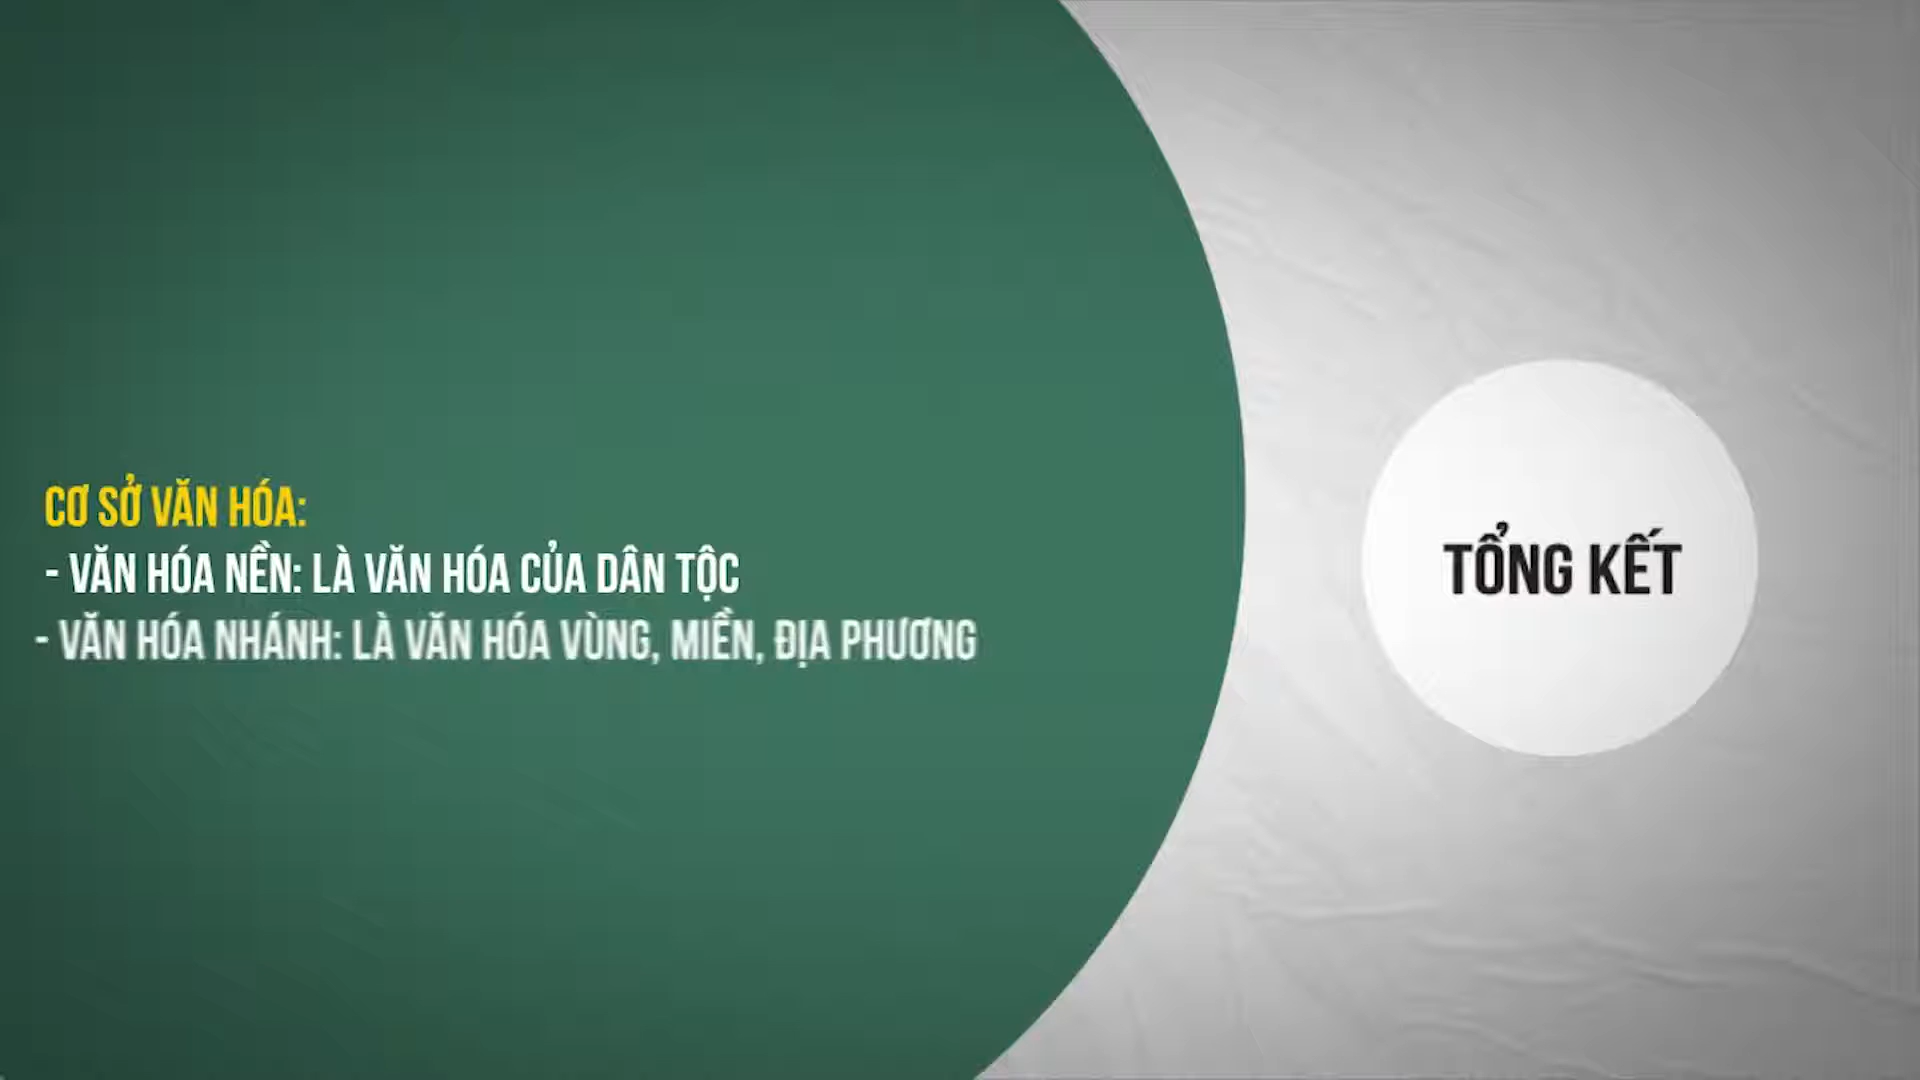 CƠ SỞ VĂN HÓA:
- VĂN HÓA NỀN: LÀ VĂN HÓA CỦA DÂN TỘC
- VĂN HÓA NHÁNH: LÀ VĂN HÓA VÙNG, MIỀN, ĐỊA PHƯƠNG
TỔNG KẾT